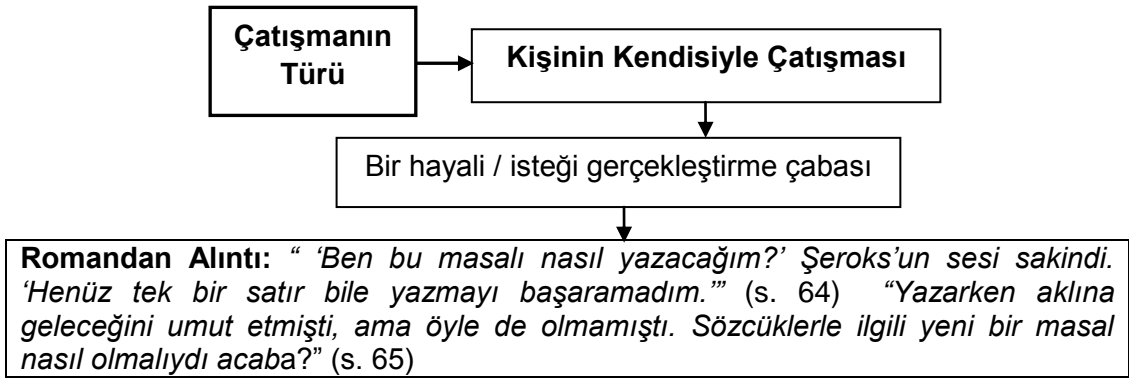 Çatışmanın
Türü
Kişinin Kendisiyle Çatışması
Bir hayali / isteği gerçekleştirme çabası
Romandan Alıntı: “ ‘Ben bu masalı nasıl yazacağım?’ Şeroks’un sesi sakindi.
‘Henüz tek bir satır bile yazmayı başaramadım.’” (s. 64) “Yazarken aklına
geleceğini umut etmişti, ama öyle de olmamıştı. Sözcüklerle ilgili yeni bir masal
nasıl olmalıydı acaba?” (s. 65)